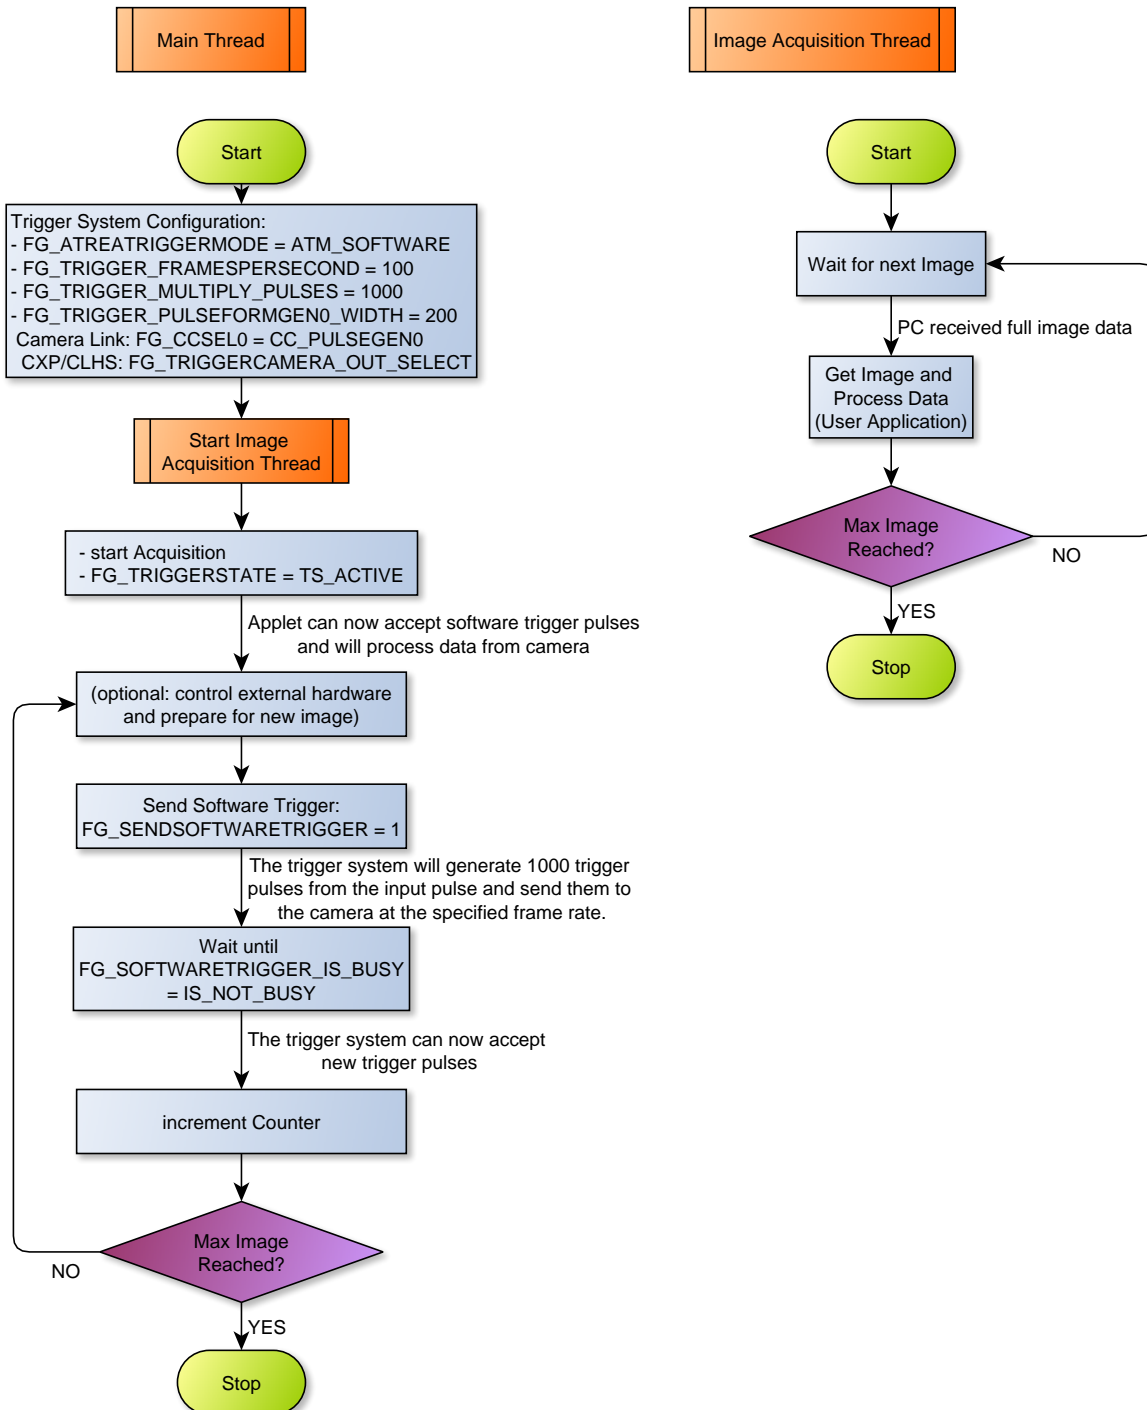 Main Thread
Start
Trigger System Configuration:
- FG_ATREATRIGGERMODE = ATM_SOFTWARE
- FG_TRIGGER_FRAMESPERSECOND = 100
- FG_TRIGGER_MULTIPLY_PULSES = 1000
- FG_TRIGGER_PULSEFORMGEN0_WIDTH = 200
Camera Link: FG_CCSEL0 = CC_PULSEGEN0
CXP/CLHS: FG_TRIGGERCAMERA_OUT_SELECT
Start Image
Acquisition Thread
- start Acquisition
- FG_TRIGGERSTATE = TS_ACTIVE
Applet can now accept software trigger pulses
and will process data from camera
(optional: control external hardware
and prepare for new image)
Send Software Trigger:
FG_SENDSOFTWARETRIGGER = 1
The trigger system will generate 1000 trigger
pulses from the input pulse and send them to
the camera at the specified frame rate.
Wait until
FG_SOFTWARETRIGGER_IS_BUSY
= IS_NOT_BUSY
The trigger system can now accept
new trigger pulses
increment Counter
Max Image
Reached?
NO
YES
Stop
Image Acquisition Thread
Start
Wait for next Image
PC received full image data
Get Image and
Process Data
(User Application)
Max Image
Reached?
NO
YES
Stop